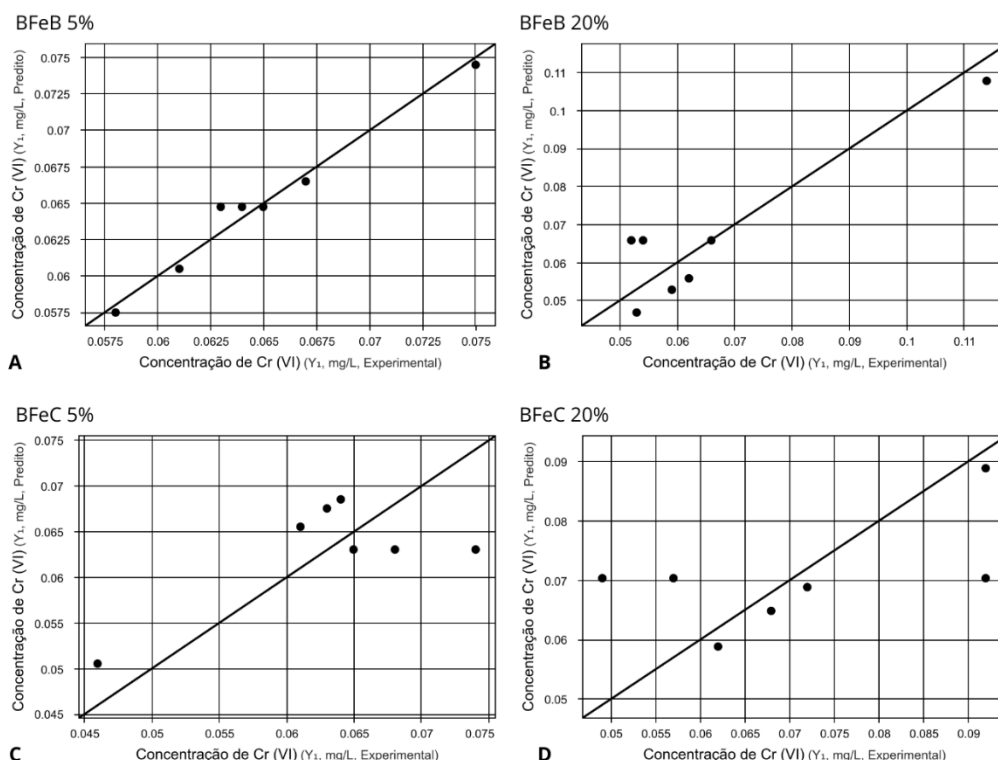 BFeB 5%
Concentração de Cr (VI) (Y₁, mg/L, Predito)
0.075
0.0725
0.07
0.0675
0.065
0.0625
0.06
0.0575
0.0575 0.06 0.0625 0.065 0.0675 0.07 0.0725 0.075
A
Concentração de Cr (VI) (Y₁, mg/L, Experimental)
BFeB 20%
Concentração de Cr (VI) (Y₁, mg/L, Predito)
0.11
0.1
0.09
0.08
0.07
0.06
0.05
0.05 0.06 0.07 0.08 0.09 0.1 0.11
Concentração de Cr (VI) (Y₁, mg/L, Experimental)
B
BFeC 5%
Concentração de Cr (VI) (Y₁, mg/L, Predito)
0.075
0.07
0.065
0.06
0.055
0.05
0.045
0.045 0.05 0.055 0.06 0.065 0.07 0.075
C
Concentração de Cr (VI) (Y₁, mg/L, Experimental)
BFeC 20%
Concentração de Cr (VI) (Y₁, mg/L, Predito)
0.09
0.08
0.07
0.06
0.05
0.05 0.055 0.06 0.065 0.07 0.075 0.08 0.085 0.09
Concentração de Cr (VI) (Y₁, mg/L, Experimental)
D